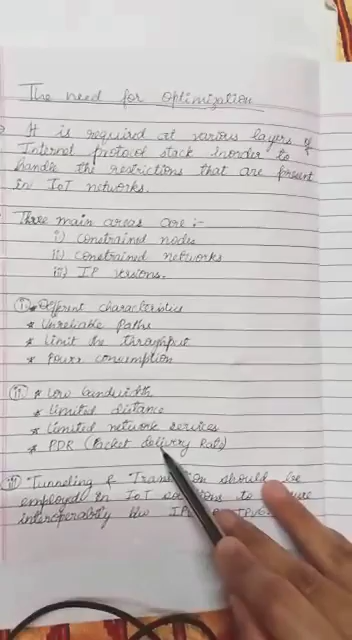 The need for Optimization
It is required at various layers of
Internet protocol stack inorder to
handle the restrictions that are present
in IoT networks.
Three main areas are :-
i) constrained nodes
ii) constrained networks
iii) IP versions.
(i) * Different characteristics
* Unreliable Paths
* Limit the throughput
* Power consumption
(ii) * Low bandwidth
* Limited distance
* Limited network services
* PDR (Packet delivery Rate)
(iii) Tunneling & should be
employed in IoT to
interoperability b/w